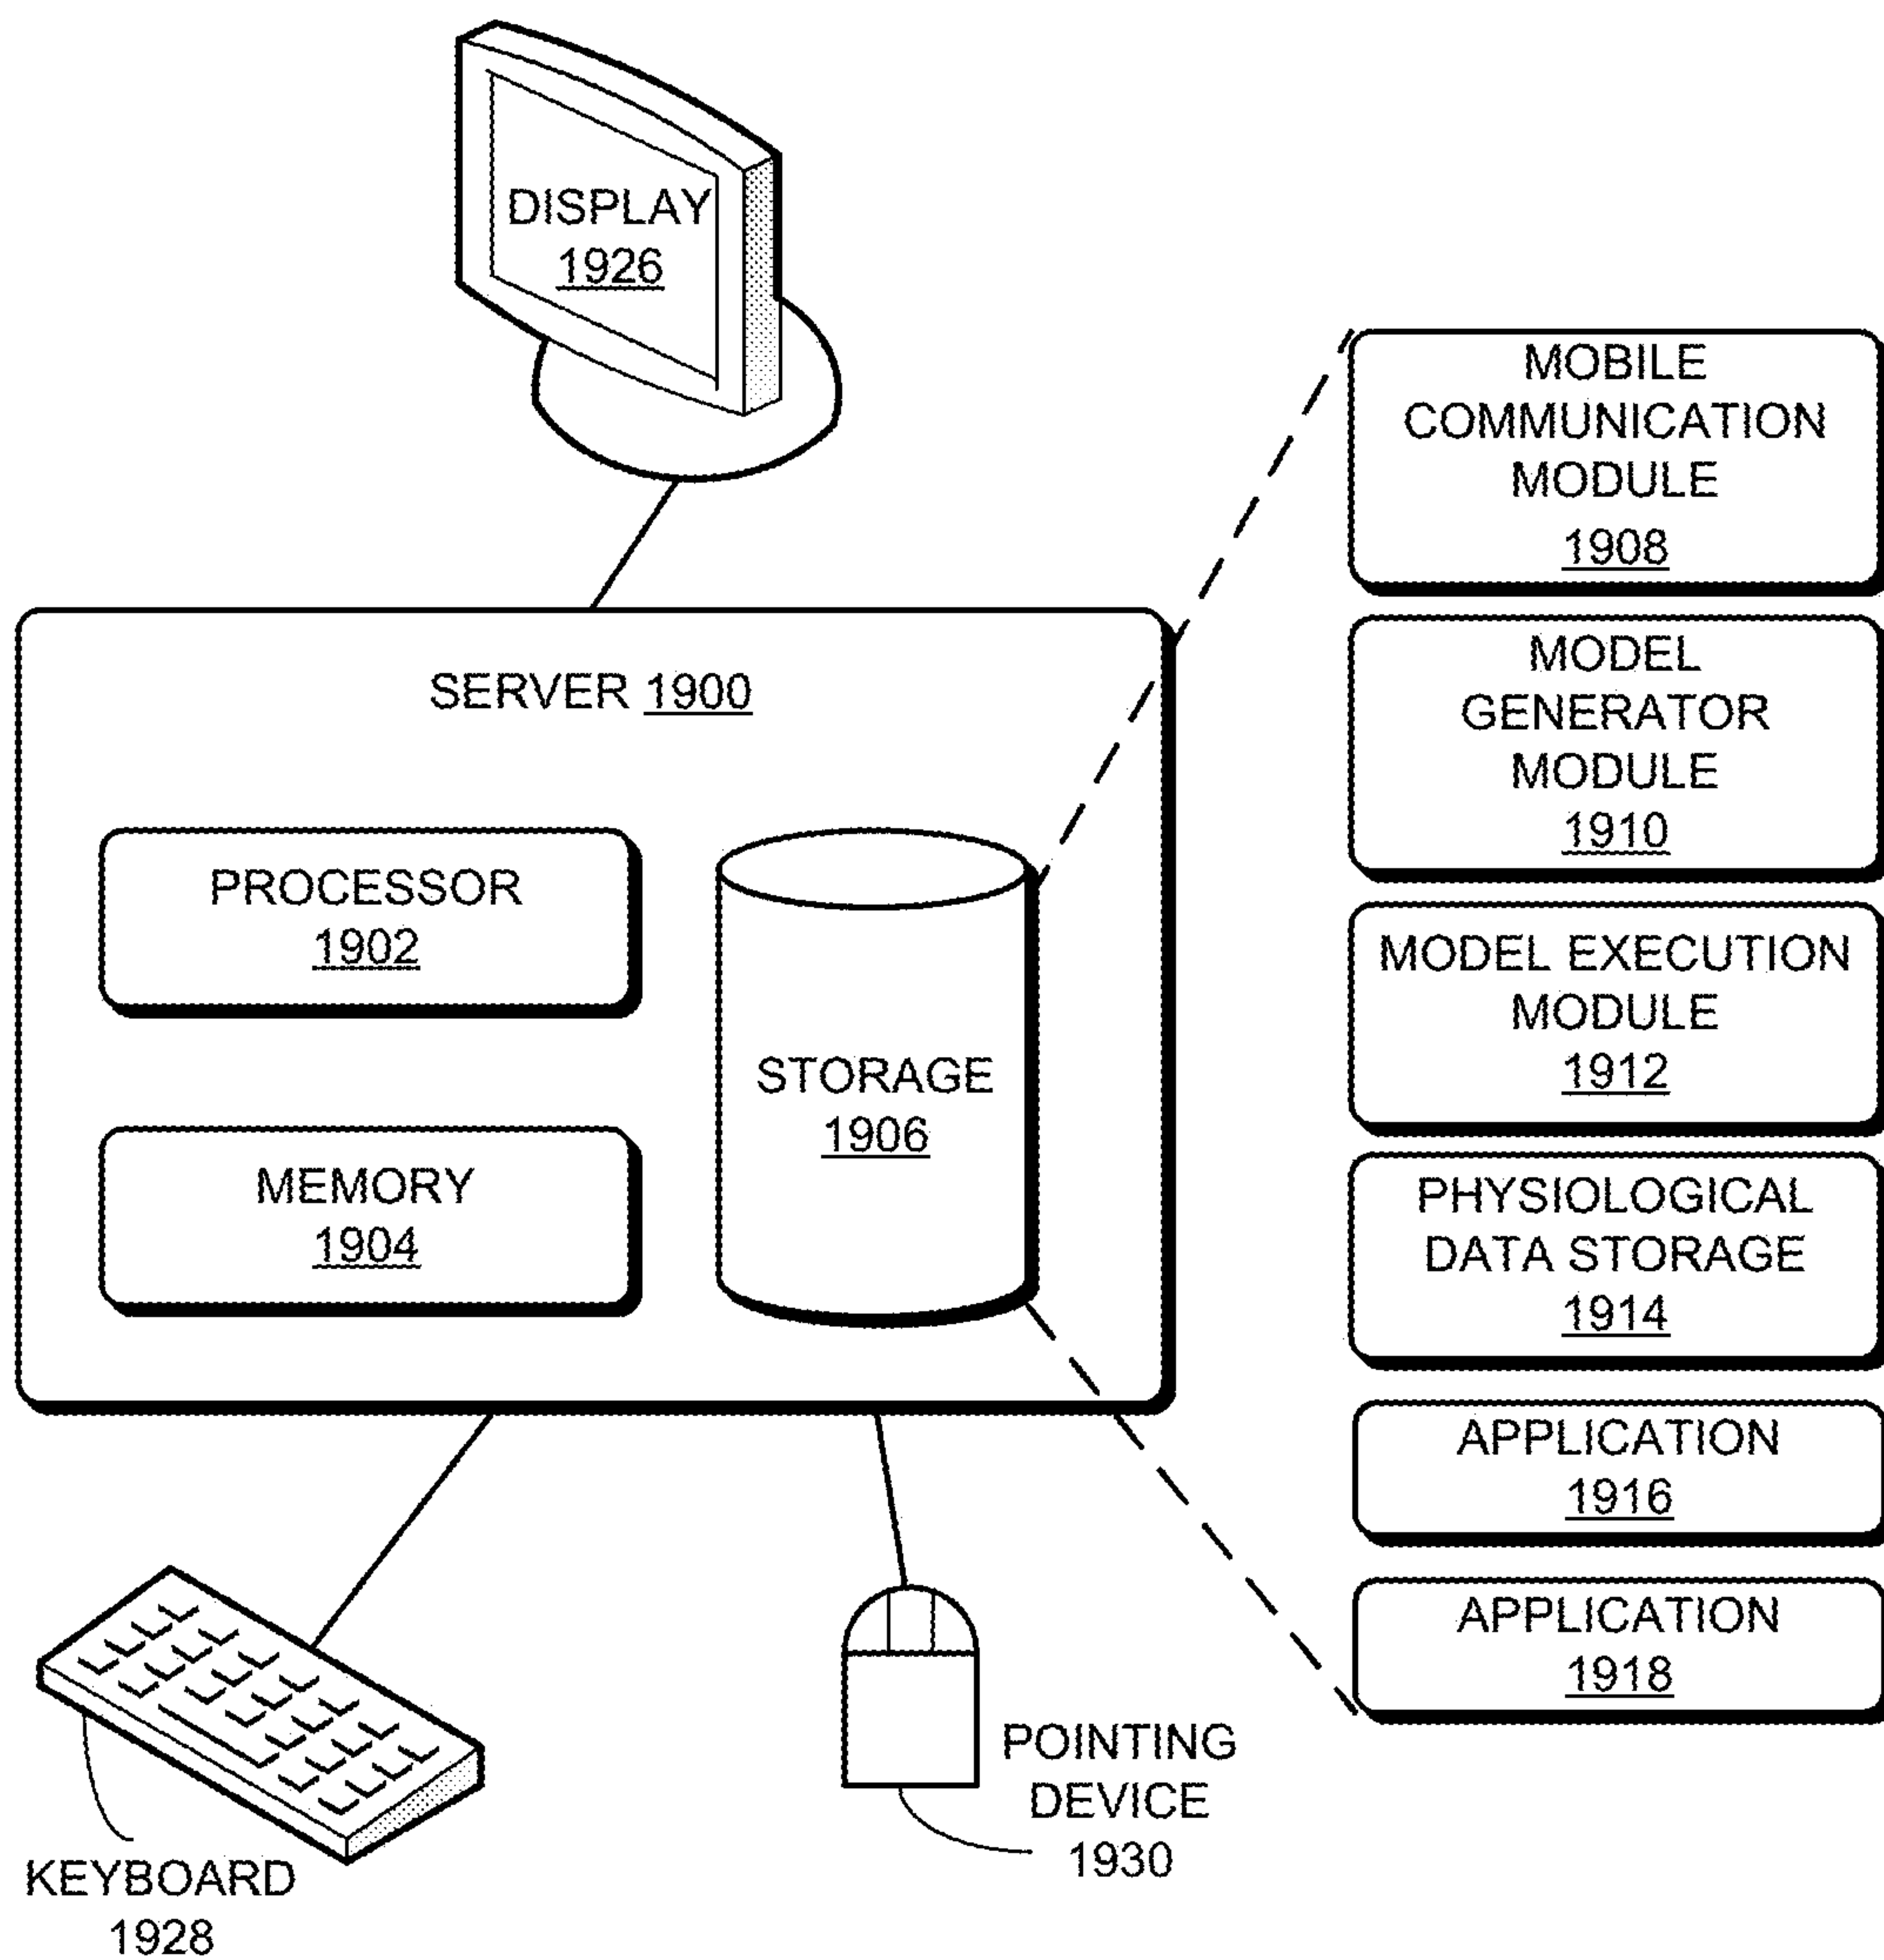 DISPLAY
1926
SERVER 1900
PROCESSOR
1902
MEMORY
1904
STORAGE
1906
MOBILE
COMMUNICATION
MODULE
1908
MODEL
GENERATOR
MODULE
1910
MODEL EXECUTION
MODULE
1912
PHYSIOLOGICAL
DATA STORAGE
1914
APPLICATION
1916
APPLICATION
1918
KEYBOARD
1928
POINTING
DEVICE
1930